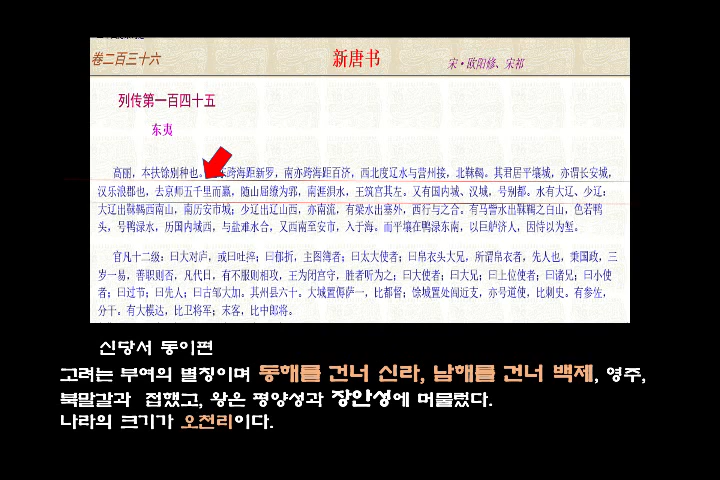 卷二百三十六
新唐书
宋·欧阳修、宋祁
列传第一百四十五
东夷
高丽，本扶馀别种也。东跨海距新罗，南亦跨海距百济，西北度辽水与营州接，北靺鞨。其君居平壤城，亦谓长安城，
汉乐浪郡也，去京师五千里而赢，随山屈缭为郛，南涯浿水，王筑宫其左。又有国内城、汉城，号别都。水有大辽、少辽：
大辽出靺鞨西南山，南历安市城；少辽出辽山西，亦南流，有梁水出塞外，西行与之合。有马訾水出靺鞨之白山，色若鸭
头，号鸭渌水，历国内城西，与盐难水合，又西南至安市，入于海。而平壤在鸭渌东南，以巨舻济人，因恃以为堑。
官凡十二级：曰大对卢，或曰吐捽；曰郁折，主图簿者；曰太大使者；曰帛衣头大兄，所谓帛衣者，先人也，秉国政，三
岁一易，善职则否，凡代日，有不服则相攻，王为闭宫守，胜者听为之；曰大使者；曰大兄；曰上位使者；曰诸兄；曰小使
者；曰过节；曰先人；曰古邹大加。其州县六十。大城置傉萨一，比都督；馀城置处闾近支，亦号道使，比刺史。有参佐，
分干。有大模达，比卫将军；末客，比中郎将。
신당서 동이편
고려는 부여의 별칭이며 동해를 건너 신라, 남해를 건너 백제, 영주,
북말갈과 접했고, 왕은 평양성과 장안성에 머물렀다.
나라의 크기가 오천리이다.